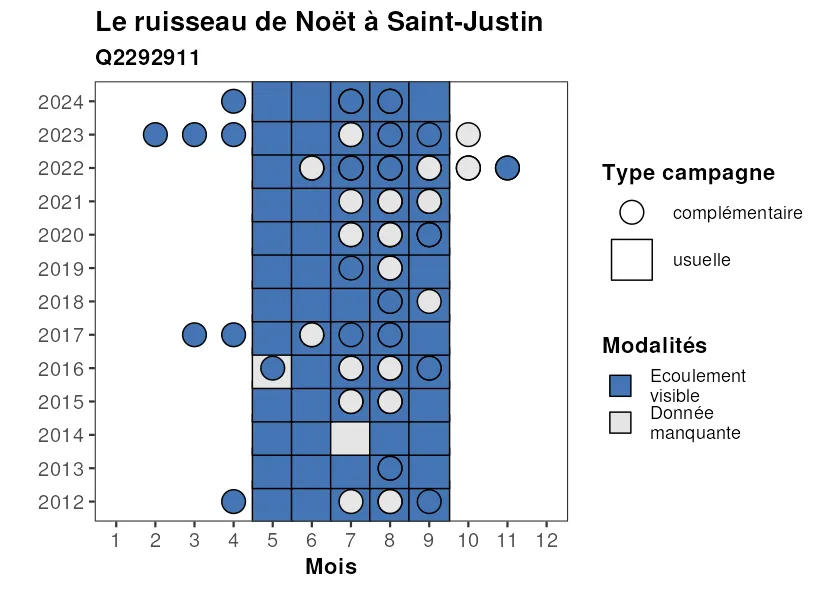 Le ruisseau de Noët à Saint-Justin
Q2292911
2024
2023
2022
2021
2020
2019
2018
2017
2016
2015
2014
2013
2012
1 2 3 4 5 6 7 8 9 10 11 12
Mois
Type campagne
complémentaire
usuelle
Modalités
Ecoulement
visible
Donnée
manquante